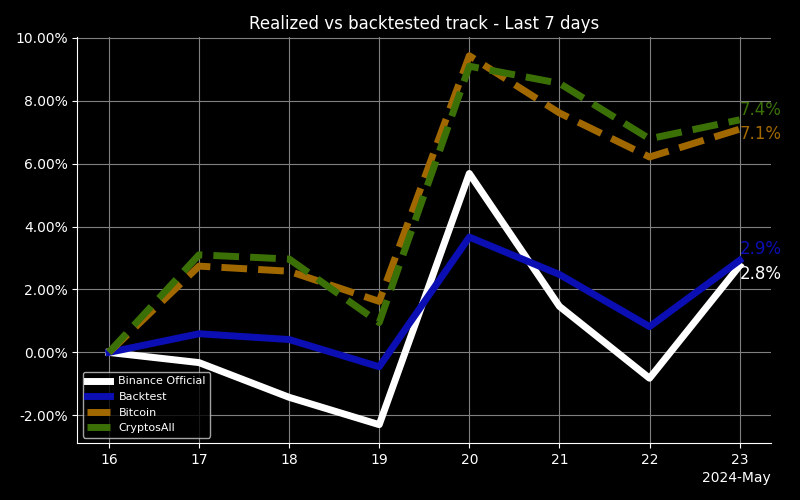 Realized vs backtested track - Last 7 days
10.00%
8.00%
6.00%
4.00%
2.00%
0.00%
-2.00%
7.4%
7.1%
2.9%
2.8%
Binance Official
Backtest
Bitcoin
CryptosAll
16 17 18 19 20 21 22 23
2024-May